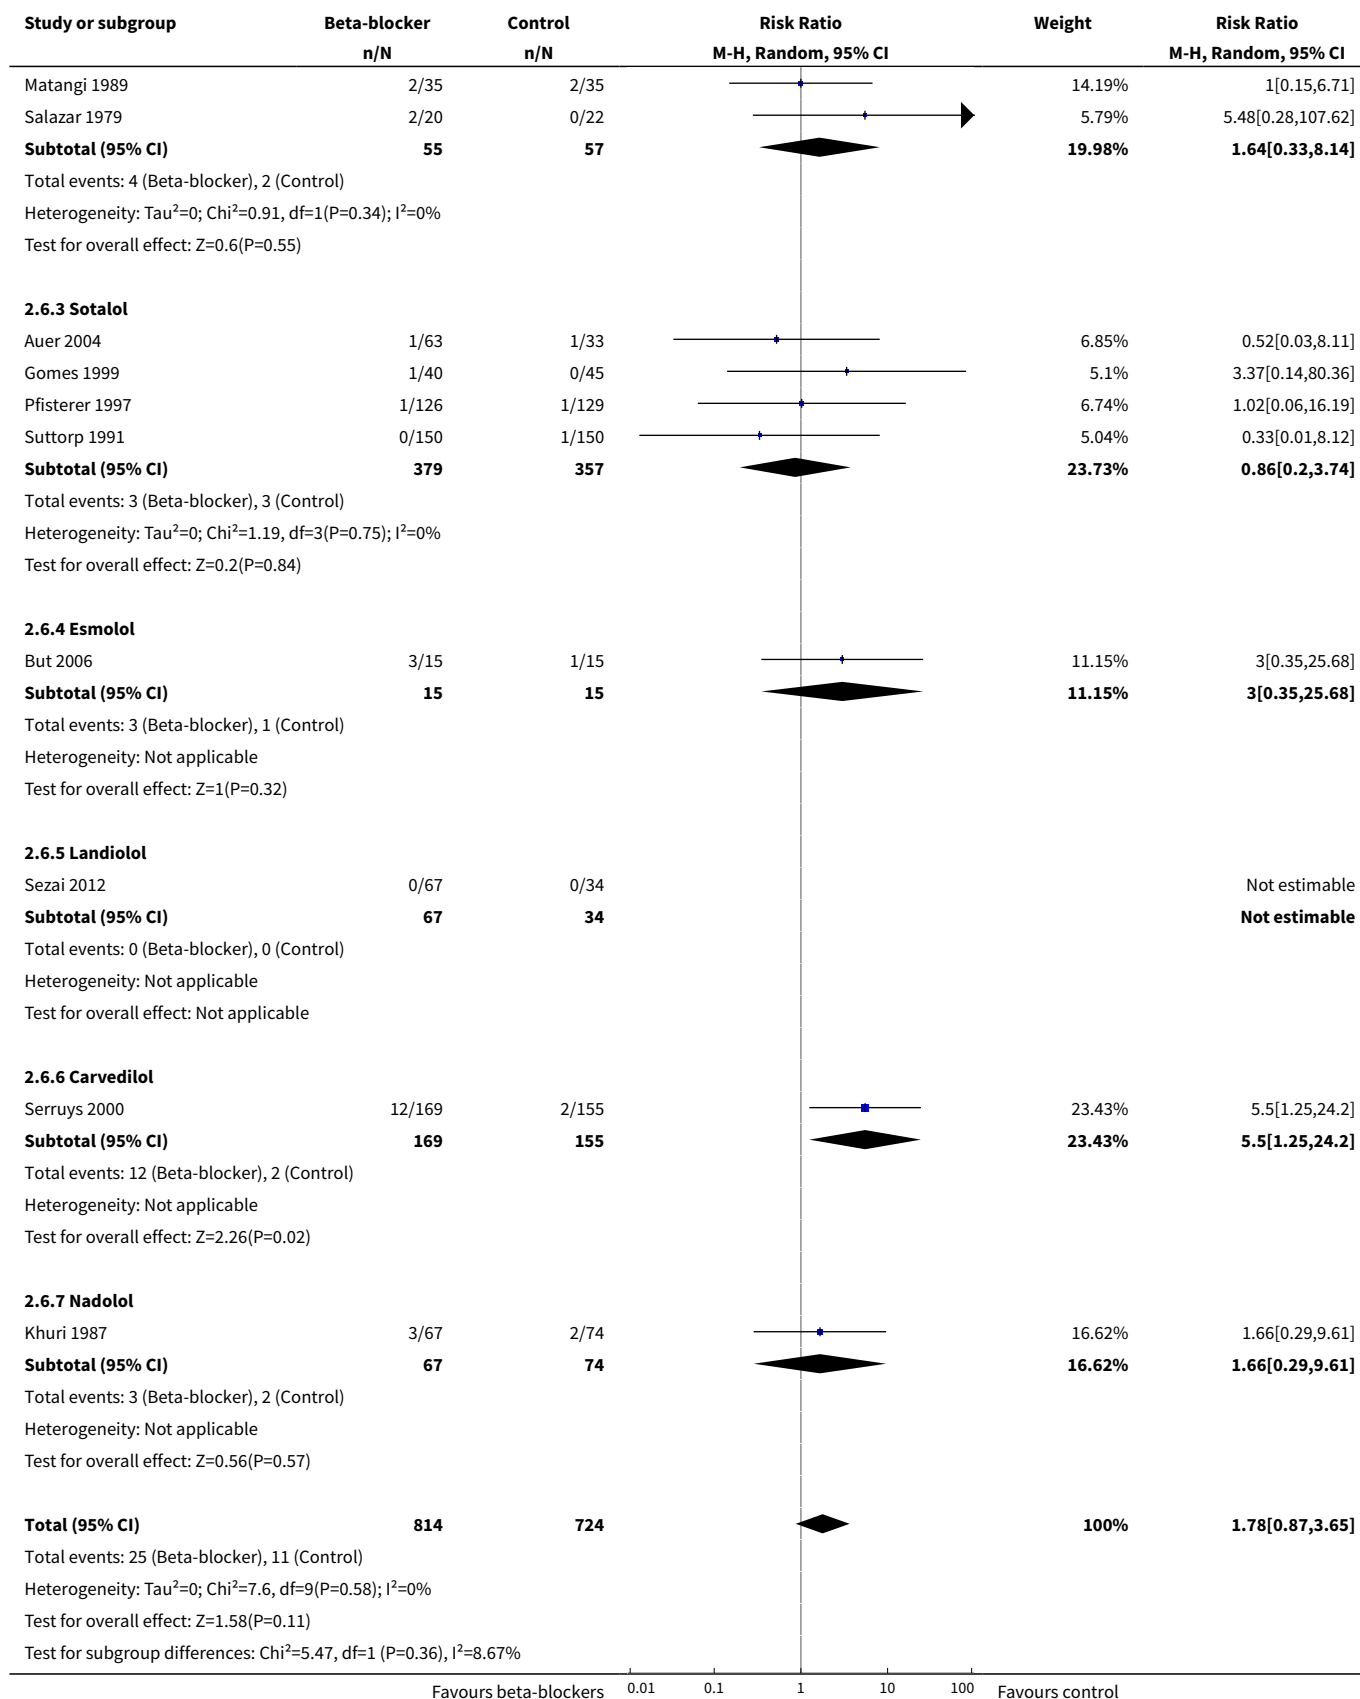 Study or subgroup Beta-blocker Control Risk Ratio Weight Risk Ratio
n/N n/N M-H, Random, 95% CI M-H, Random, 95% CI
Matangi 1989 2/35 2/35 14.19% 1[0.15,6.71]
Salazar 1979 2/20 0/22 5.79% 5.48[0.28,107.62]
Subtotal (95% CI) 55 57 19.98% 1.64[0.33,8.14]
Total events: 4 (Beta-blocker), 2 (Control)
Heterogeneity: Tau²=0; Chi²=0.91, df=1(P=0.34); I²=0%
Test for overall effect: Z=0.6(P=0.55)
2.6.3 Sotalol
Auer 2004 1/63 1/33 6.85% 0.52[0.03,8.11]
Gomes 1999 1/40 0/45 5.1% 3.37[0.14,80.36]
Pfisterer 1997 1/126 1/129 6.74% 1.02[0.06,16.19]
Suttorp 1991 0/150 1/150 5.04% 0.33[0.01,8.12]
Subtotal (95% CI) 379 357 23.73% 0.86[0.2,3.74]
Total events: 3 (Beta-blocker), 3 (Control)
Heterogeneity: Tau²=0; Chi²=1.19, df=3(P=0.75); I²=0%
Test for overall effect: Z=0.2(P=0.84)
2.6.4 Esmolol
But 2006 3/15 1/15 11.15% 3[0.35,25.68]
Subtotal (95% CI) 15 15 11.15% 3[0.35,25.68]
Total events: 3 (Beta-blocker), 1 (Control)
Heterogeneity: Not applicable
Test for overall effect: Z=1(P=0.32)
2.6.5 Landiolol
Sezai 2012 0/67 0/34 Not estimable
Subtotal (95% CI) 67 34 Not estimable
Total events: 0 (Beta-blocker), 0 (Control)
Heterogeneity: Not applicable
Test for overall effect: Not applicable
2.6.6 Carvedilol
Serruys 2000 12/169 2/155 23.43% 5.5[1.25,24.2]
Subtotal (95% CI) 169 155 23.43% 5.5[1.25,24.2]
Total events: 12 (Beta-blocker), 2 (Control)
Heterogeneity: Not applicable
Test for overall effect: Z=2.26(P=0.02)
2.6.7 Nadolol
Khuri 1987 3/67 2/74 16.62% 1.66[0.29,9.61]
Subtotal (95% CI) 67 74 16.62% 1.66[0.29,9.61]
Total events: 3 (Beta-blocker), 2 (Control)
Heterogeneity: Not applicable
Test for overall effect: Z=0.56(P=0.57)
Total (95% CI) 814 724 100% 1.78[0.87,3.65]
Total events: 25 (Beta-blocker), 11 (Control)
Heterogeneity: Tau²=0; Chi²=7.6, df=9(P=0.58); I²=0%
Test for overall effect: Z=1.58(P=0.11)
Test for subgroup differences: Chi²=5.47, df=1 (P=0.36), I²=8.67%
Favours beta-blockers 0.01 0.1 1 10 100 Favours control